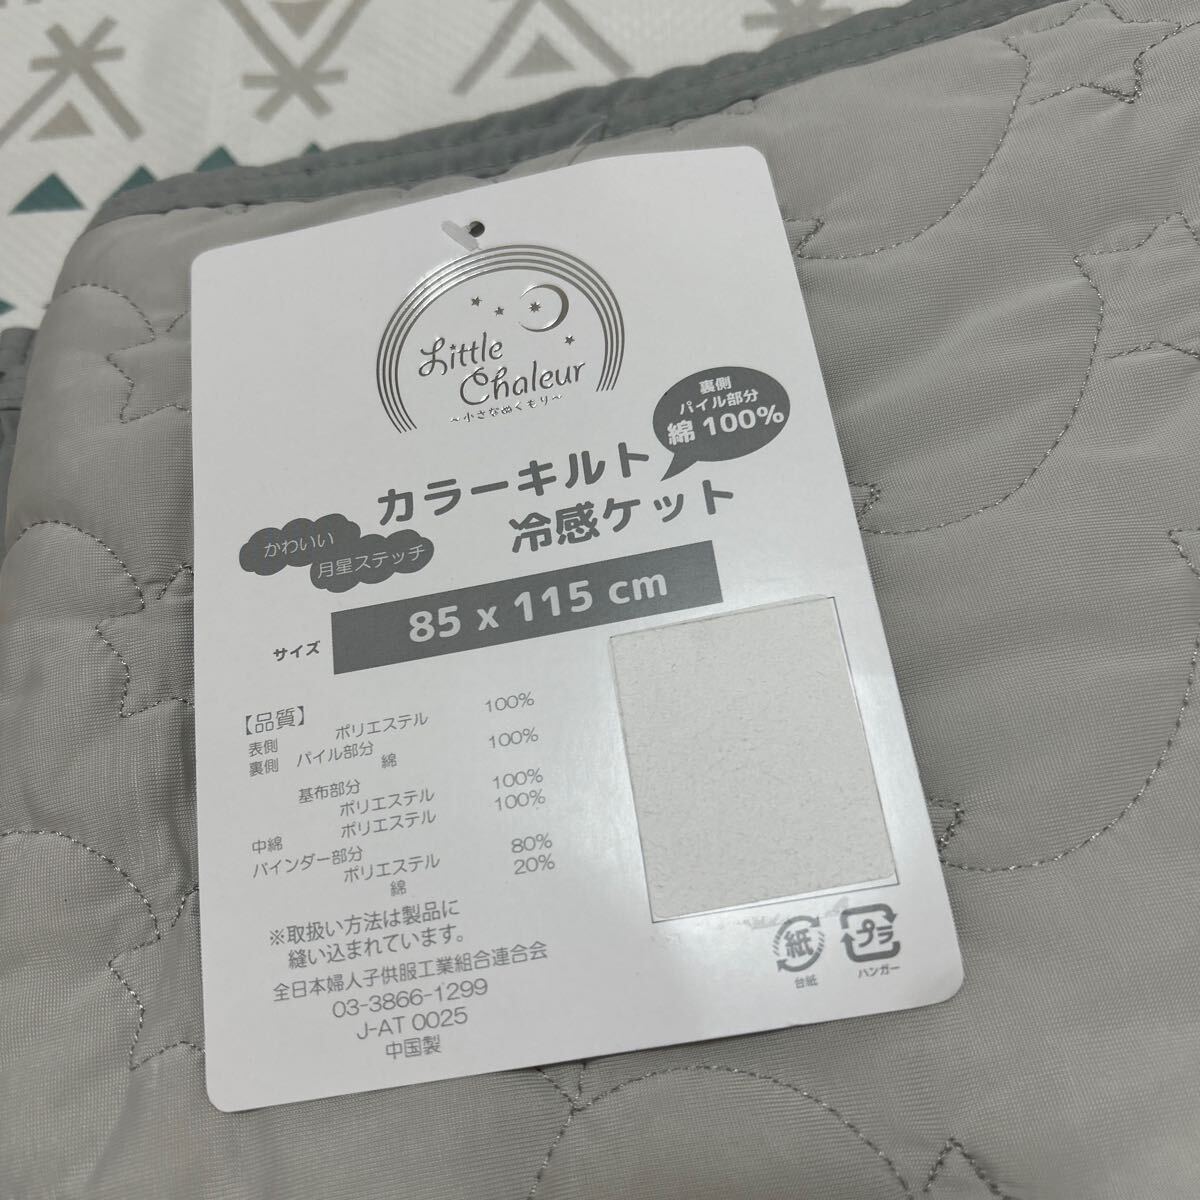 Little
Chaleur
～小さなぬくもり～
裏側
パイル部分
綿 100%
カラーキルト
冷感ケット
かわいい
月星ステッチ
サイズ
85 x 115 cm
【品質】
表側 ポリエステル 100%
裏側 パイル部分
綿 100%
基布部分
ポリエステル 100%
中綿 ポリエステル 100%
バインダー部分
ポリエステル 80%
綿 20%
※取扱い方法は製品に
縫い込まれています。
全日本婦人子供服工業組合連合会
03-3866-1299
J-AT 0025
中国製
紙
台紙
プラ
ハンガー